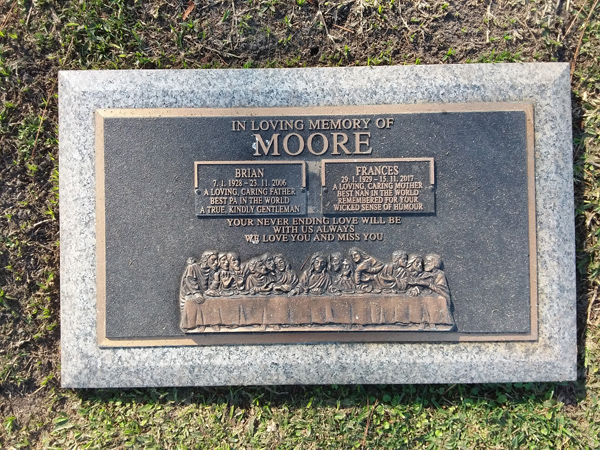 IN LOVING MEMORY OF
MOORE
BRIAN
7. 1. 1928 – 23. 11. 2006
A LOVING, CARING FATHER
BEST PA IN THE WORLD
A TRUE, KINDLY GENTLEMAN
FRANCES
29. 1. 1929 – 15. 11. 2017
A LOVING, CARING MOTHER
BEST NAN IN THE WORLD
REMEMBERED FOR YOUR
WICKED SENSE OF HUMOUR
YOUR NEVER ENDING LOVE WILL BE
WITH US ALWAYS
WE LOVE YOU AND MISS YOU